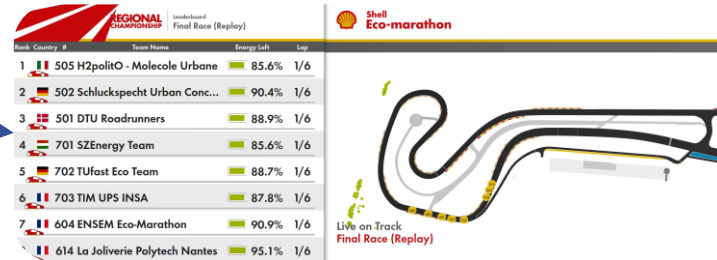 REGIONAL
CHAMPIONSHIP
Leaderboard
Final Race (Replay)
Shell
Eco-marathon
Rank Country # Team Name Energy Left Lap
1 505 H2politO - Molecole Urbane 85.6% 1/6
2 502 Schluckspecht Urban Conc... 90.4% 1/6
3 501 DTU Roadrunners 88.9% 1/6
4 701 SZEnergy Team 85.6% 1/6
5 702 TUfast Eco Team 88.7% 1/6
6 703 TIM UPS INSA 87.8% 1/6
7 604 ENSEM Eco-Marathon 90.9% 1/6
614 La Joliverie Polytech Nantes 95.1% 1/6
Live on Track
Final Race (Replay)